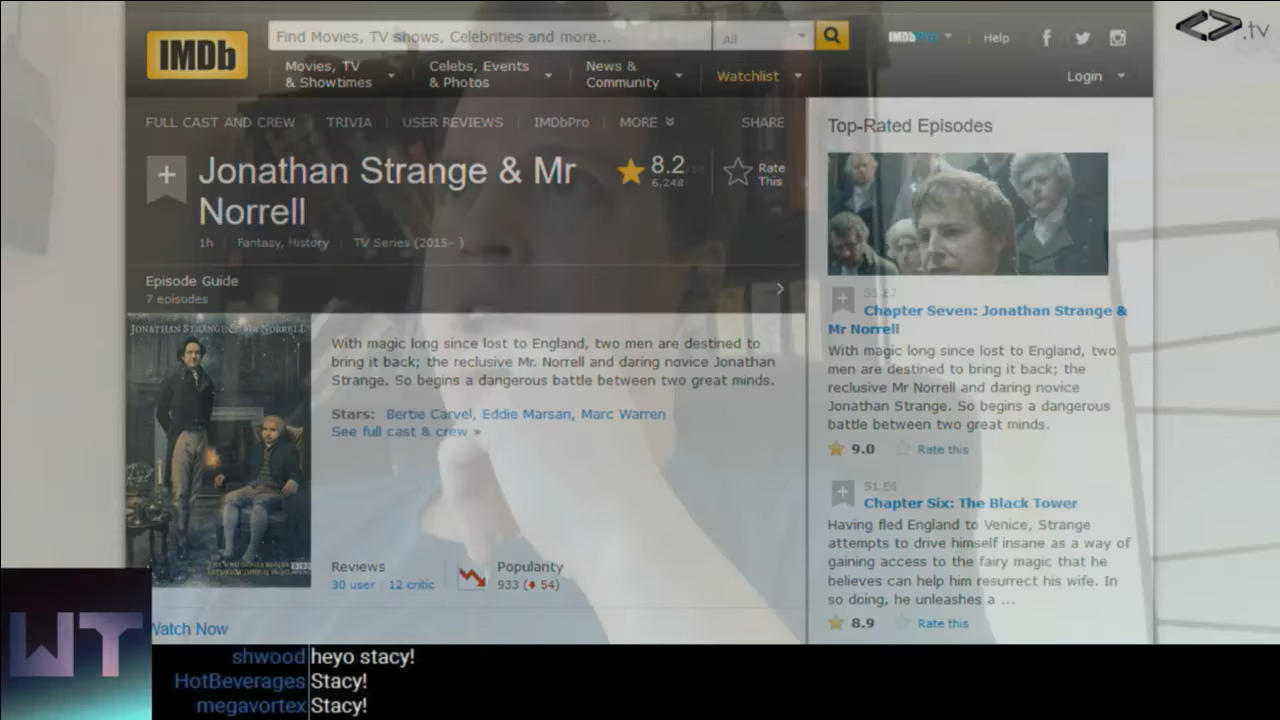 IMDb
Find Movies, TV shows, Celebrities and more...
All
IMDbPro
Help
Movies, TV
& Showtimes
Celebs, Events
& Photos
News &
Community
Watchlist
Login
.tv
FULL CAST AND CREW
TRIVIA
USER REVIEWS
IMDbPro
MORE
SHARE
+
Jonathan Strange & Mr
Norrell
8.2
6,248
Rate
This
1h
Fantasy, History
TV Series (2015– )
Episode Guide
7 episodes
JONATHAN STRANGE & MR NORRELL
BBC
With magic long since lost to England, two men are destined to
bring it back; the reclusive Mr. Norrell and daring novice Jonathan
Strange. So begins a dangerous battle between two great minds.
Stars: Bertie Carvel, Eddie Marsan, Marc Warren
See full cast & crew »
Reviews
30 user
12 critic
Popularity
933 (54)
Watch Now
Top-Rated Episodes
+
S1.E7
Chapter Seven: Jonathan Strange &
Mr Norrell
With magic long since lost to England, two
men are destined to bring it back; the
reclusive Mr Norrell and daring novice
Jonathan Strange. So begins a dangerous
battle between two great minds.
9.0
Rate this
+
S1.E6
Chapter Six: The Black Tower
Having fled England to Venice, Strange
attempts to drive himself insane as a way of
gaining access to the fairy magic that he
believes can help him resurrect his wife. In
so doing, he unleashes a ...
8.9
Rate this
WT
shwood heyo stacy!
HotBeverages Stacy!
megavortex Stacy!